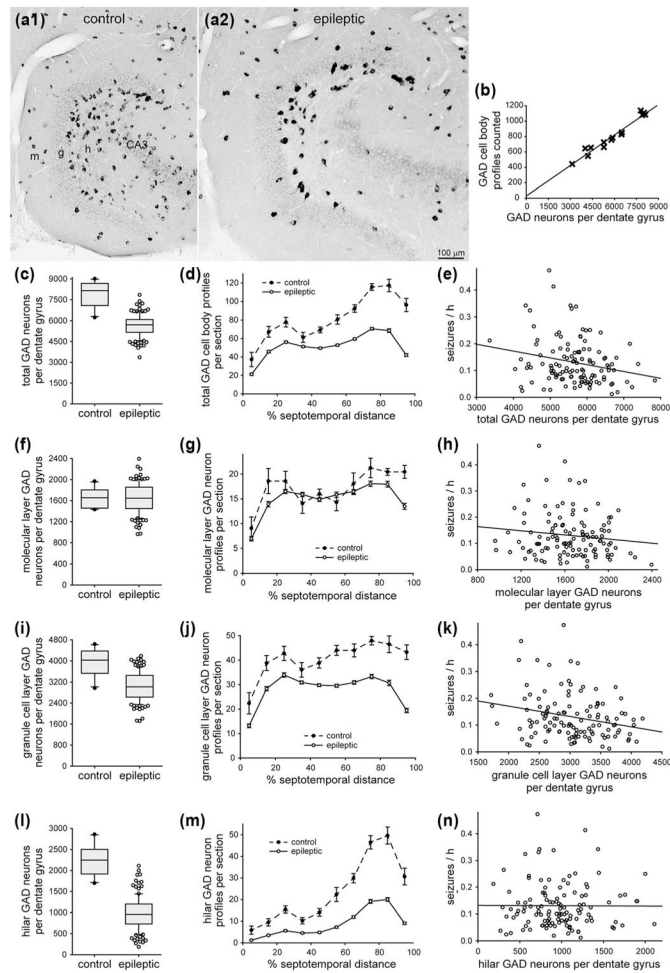 (a1) control
(a2) epileptic
m
g
h
CA3
100 µm
(b)
GAD cell body
profiles counted
1200
1000
800
600
400
200
0
0 1500 3000 4500 6000 7500 9000
GAD neurons per dentate gyrus
(c)
total GAD neurons
per dentate gyrus
9000
7500
6000
4500
3000
1500
0
control epileptic
(d)
total GAD cell body profiles
per section
120
100
80
60
40
20
0
control
epileptic
0 20 40 60 80 100
% septotemporal distance
(e)
seizures / h
0.5
0.4
0.3
0.2
0.1
0
3000 4000 5000 6000 7000 8000
total GAD neurons per dentate gyrus
(f)
molecular layer GAD
neurons per dentate gyrus
2400
2000
1600
1200
800
400
0
control epileptic
(g)
molecular layer GAD neuron
profiles per section
20
15
10
5
0
control
epileptic
0 20 40 60 80 100
% septotemporal distance
(h)
seizures / h
0.5
0.4
0.3
0.2
0.1
0
800 1200 1600 2000 2400
molecular layer GAD neurons
per dentate gyrus
(i)
granule cell layer GAD
neurons per dentate gyrus
4800
4000
3200
2400
1600
800
0
control epileptic
(j)
granule cell layer GAD neuron
profiles per section
50
40
30
20
10
0
control
epileptic
0 20 40 60 80 100
% septotemporal distance
(k)
seizures / h
0.5
0.4
0.3
0.2
0.1
0
1500 2000 2500 3000 3500 4000 4500
granule cell layer GAD neurons
per dentate gyrus
(l)
hilar GAD neurons
per dentate gyrus
3000
2500
2000
1500
1000
500
0
control epileptic
(m)
hilar GAD neuron
profiles per section
50
40
30
20
10
0
control
epileptic
0 20 40 60 80 100
% septotemporal distance
(n)
seizures / h
0.5
0.4
0.3
0.2
0.1
0
0 500 1000 1500 2000
hilar GAD neurons per dentate gyrus